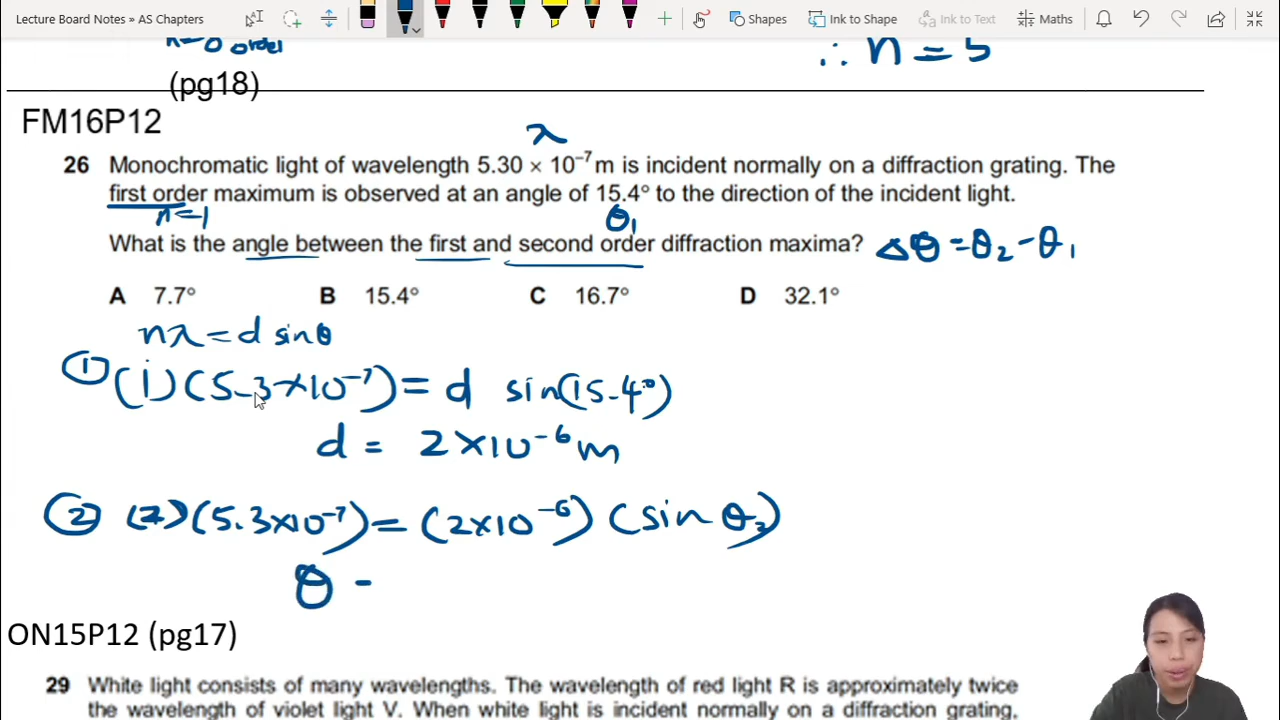 Lecture Board Notes » AS Chapters
Shapes
Ink to Shape
Ink to Text
Maths
n=0 order
∴ n = 5
(pg18)
FM16P12
λ
26 Monochromatic light of wavelength 5.30 × 10⁻⁷ m is incident normally on a diffraction grating. The
first order maximum is observed at an angle of 15.4° to the direction of the incident light.
n=1
θ₁
What is the angle between the first and second order diffraction maxima? Δθ = θ₂ - θ₁
A 7.7° B 15.4° C 16.7° D 32.1°
nλ = d sinθ
① (1)(5.3×10⁻⁷) = d sin(15.4°)
d = 2×10⁻⁶ m
② (2)(5.3×10⁻⁷) = (2×10⁻⁶) (sin θ₂)
θ =
ON15P12 (pg17)
29 White light consists of many wavelengths. The wavelength of red light R is approximately twice
the wavelength of violet light V. When white light is incident normally on a diffraction grating,